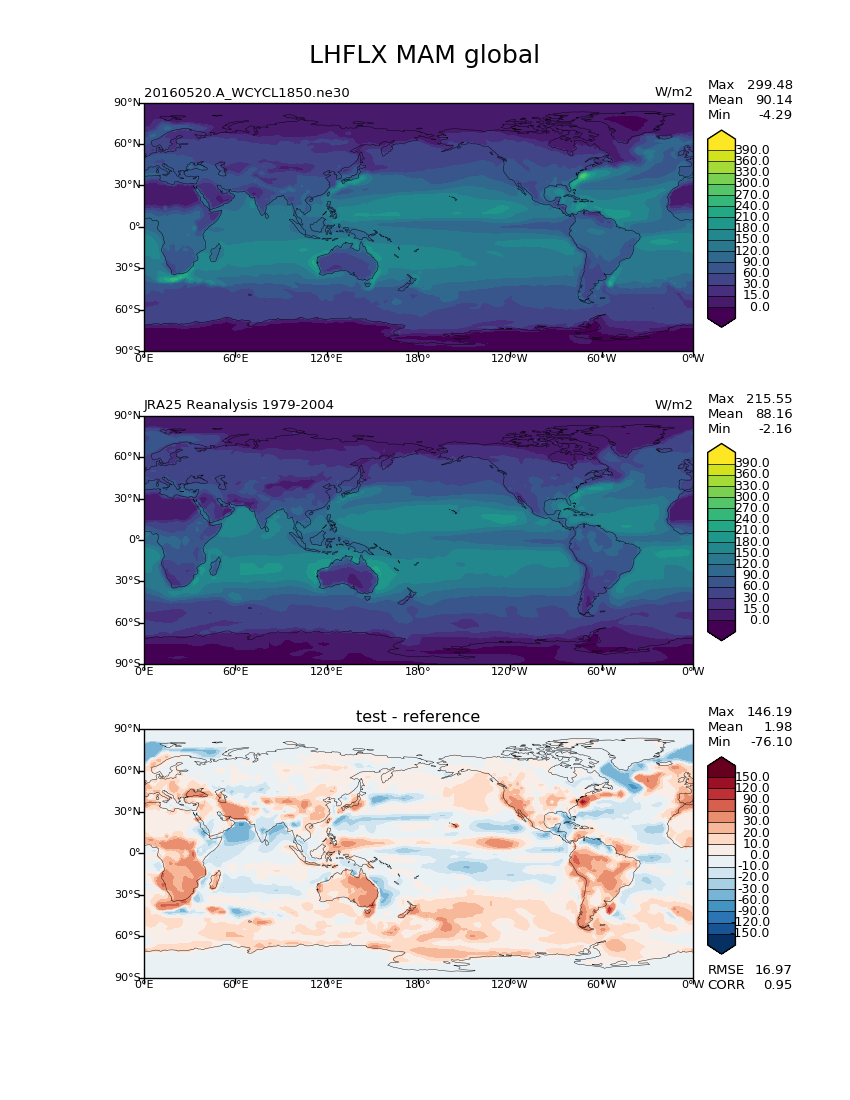 LHFLX MAM global
20160520.A_WCYCL1850.ne30
W/m2
Max 299.48
Mean 90.14
Min -4.29
90°N
60°N
30°N
0°
30°S
60°S
90°S
0°E 60°E 120°E 180° 120°W 60°W 0°W
390.0
360.0
330.0
300.0
270.0
240.0
210.0
180.0
150.0
120.0
90.0
60.0
30.0
15.0
0.0
JRA25 Reanalysis 1979-2004
W/m2
Max 215.55
Mean 88.16
Min -2.16
90°N
60°N
30°N
0°
30°S
60°S
90°S
0°E 60°E 120°E 180° 120°W 60°W 0°W
390.0
360.0
330.0
300.0
270.0
240.0
210.0
180.0
150.0
120.0
90.0
60.0
30.0
15.0
0.0
test - reference
Max 146.19
Mean 1.98
Min -76.10
90°N
60°N
30°N
0°
30°S
60°S
90°S
0°E 60°E 120°E 180° 120°W 60°W 0°W
150.0
120.0
90.0
60.0
30.0
20.0
10.0
0.0
-10.0
-20.0
-30.0
-60.0
-90.0
-120.0
-150.0
RMSE 16.97
CORR 0.95